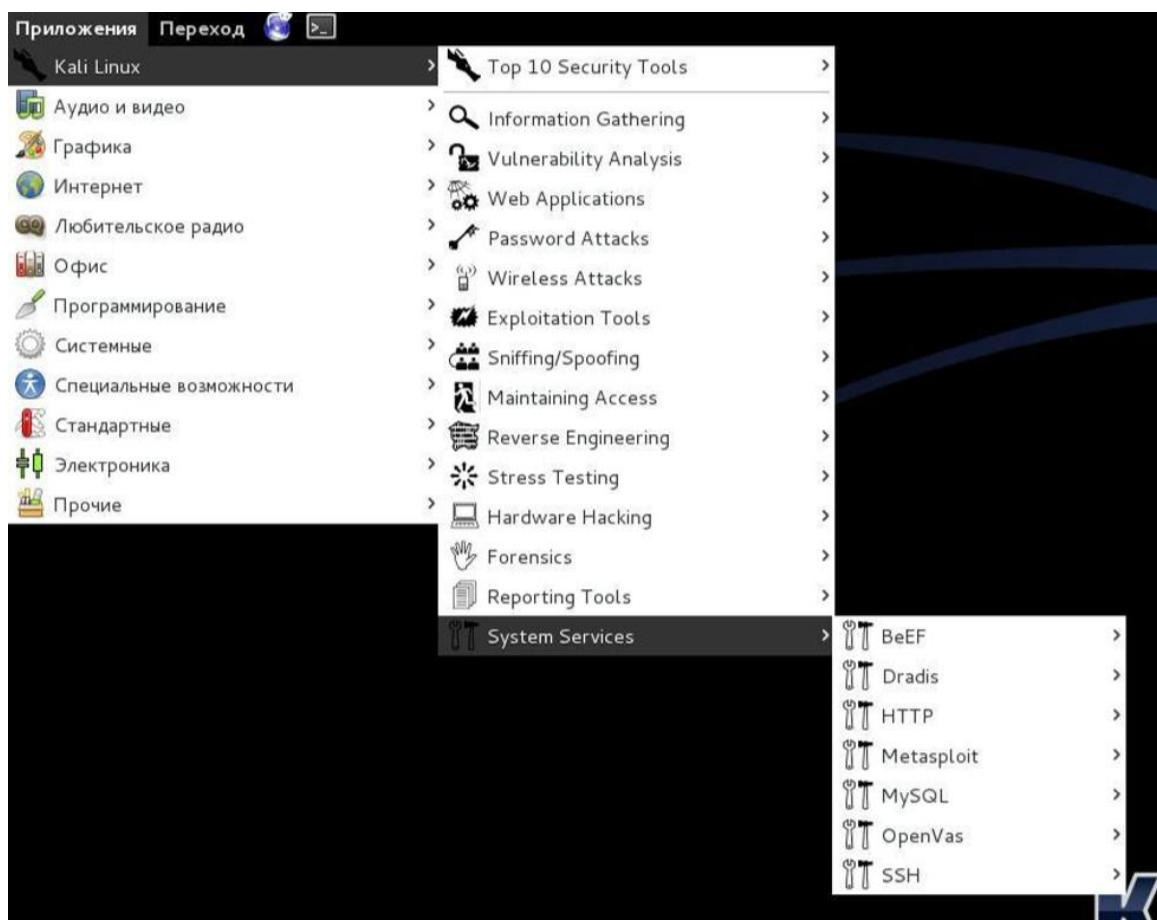 Приложения Переход
Kali Linux
Аудио и видео
Графика
Интернет
Любительское радио
Офис
Программирование
Системные
Специальные возможности
Стандартные
Электроника
Прочие
Top 10 Security Tools
Information Gathering
Vulnerability Analysis
Web Applications
Password Attacks
Wireless Attacks
Exploitation Tools
Sniffing/Spoofing
Maintaining Access
Reverse Engineering
Stress Testing
Hardware Hacking
Forensics
Reporting Tools
System Services
BeEF
Dradis
HTTP
Metasploit
MySQL
OpenVas
SSH